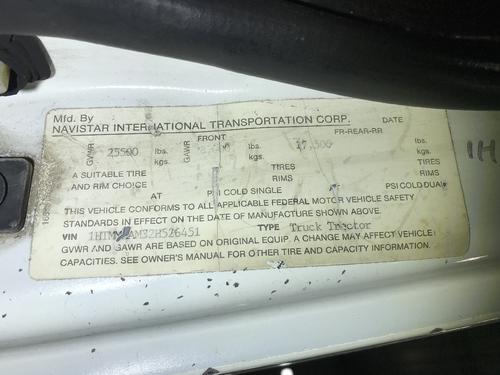 Mfd. By DATE
NAVISTAR INTERNATIONAL TRANSPORTATION CORP.
FRONT FR-REAR-RR
GVWR 25500 lbs. kgs. GAWR lbs. kgs. 17,500 lbs. kgs.
A SUITABLE TIRE TIRES TIRES
AND RIM CHOICE RIMS RIMS
AT PSI COLD SINGLE PSI COLD DUAL
THIS VEHICLE CONFORMS TO ALL APPLICABLE FEDERAL MOTOR VEHICLE SAFETY
STANDARDS IN EFFECT ON THE DATE OF MANUFACTURE SHOWN ABOVE.
VIN TYPE Truck Tractor
GVWR AND GAWR ARE BASED ON ORIGINAL EQUIP. A CHANGE MAY AFFECT VEHICLE
CAPACITIES. SEE OWNER'S MANUAL FOR OTHER TIRE AND CAPACITY INFORMATION.